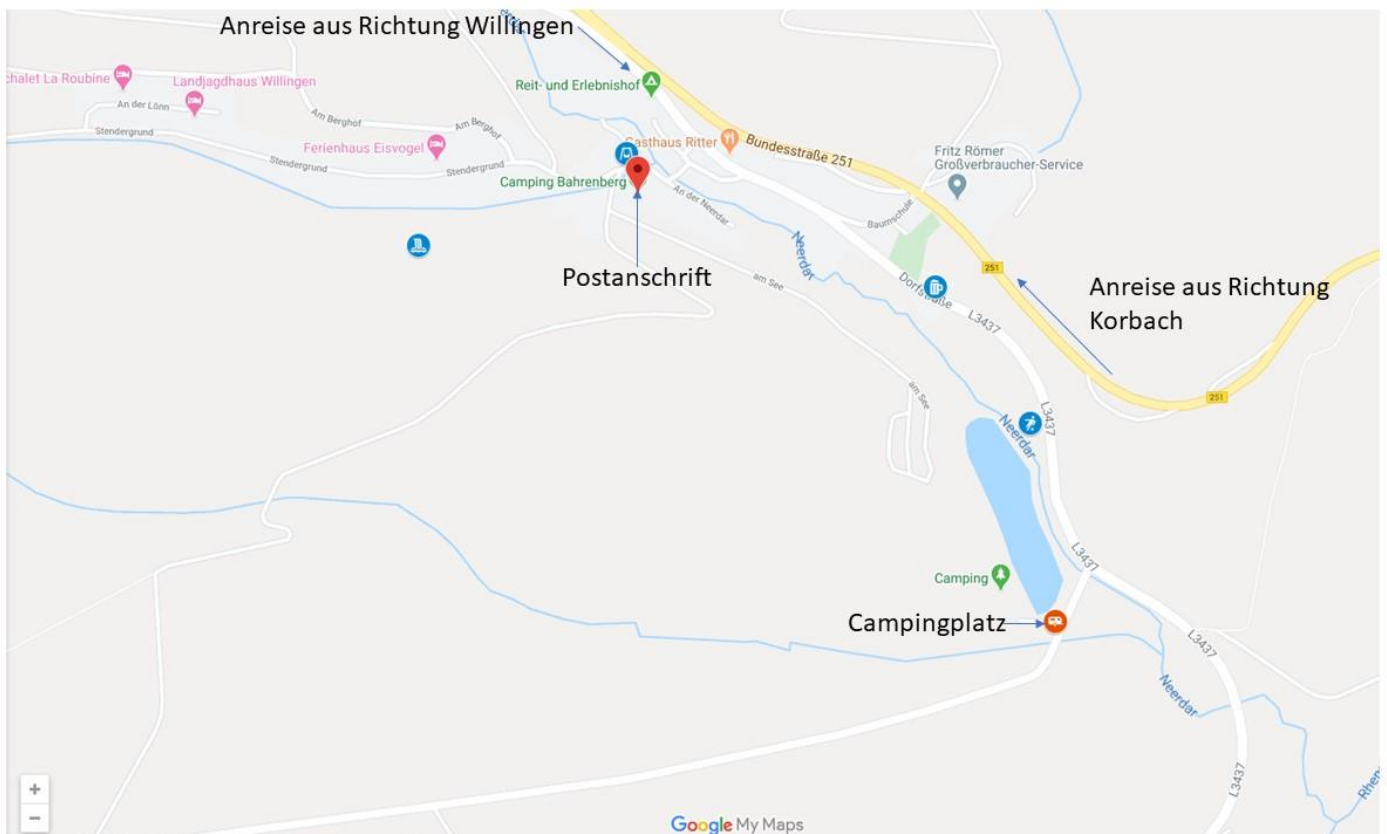 Anreise aus Richtung Willingen
Neerdar
chalet La Roubine
Landjagdhaus Willingen
An der Lönn
Stendergrund
Am Berghof
Am Berghof
Ferienhaus Eisvogel
Stendergrund
Stendergrund
Reit- und Erlebnishof
Gasthaus Ritter
Bundesstraße 251
Fritz Römer
Großverbraucher-Service
Camping Bahrenberg
An der Neerdar
Baumschule
Postanschrift
am See
Neerdar
251
Dorfstraße
L3437
Anreise aus Richtung
Korbach
251
am See
L3437
Neerdar
L3437
Camping
Campingplatz
L3437
Neerdar
L3437
+
−
Google My Maps